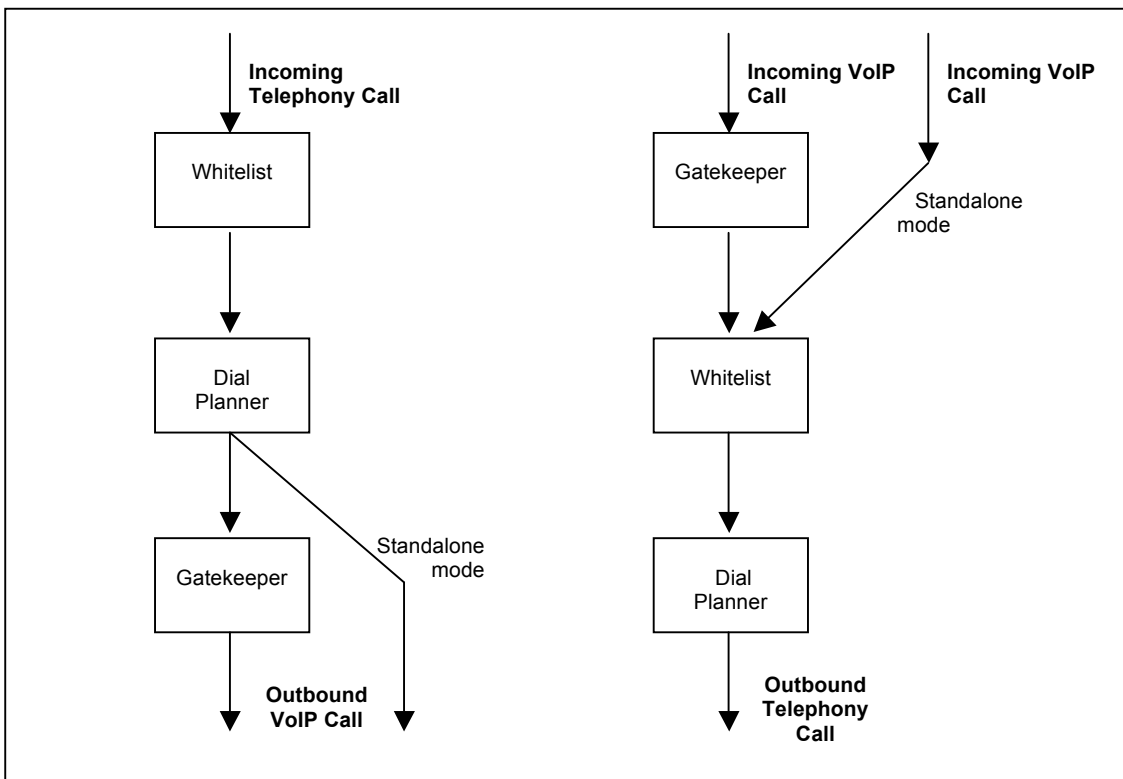 Incoming
Telephony Call
Whitelist
Dial
Planner
Gatekeeper
Standalone
mode
Outbound
VoIP Call
Incoming VoIP
Call
Incoming VoIP
Call
Gatekeeper
Standalone
mode
Whitelist
Dial
Planner
Outbound
Telephony
Call